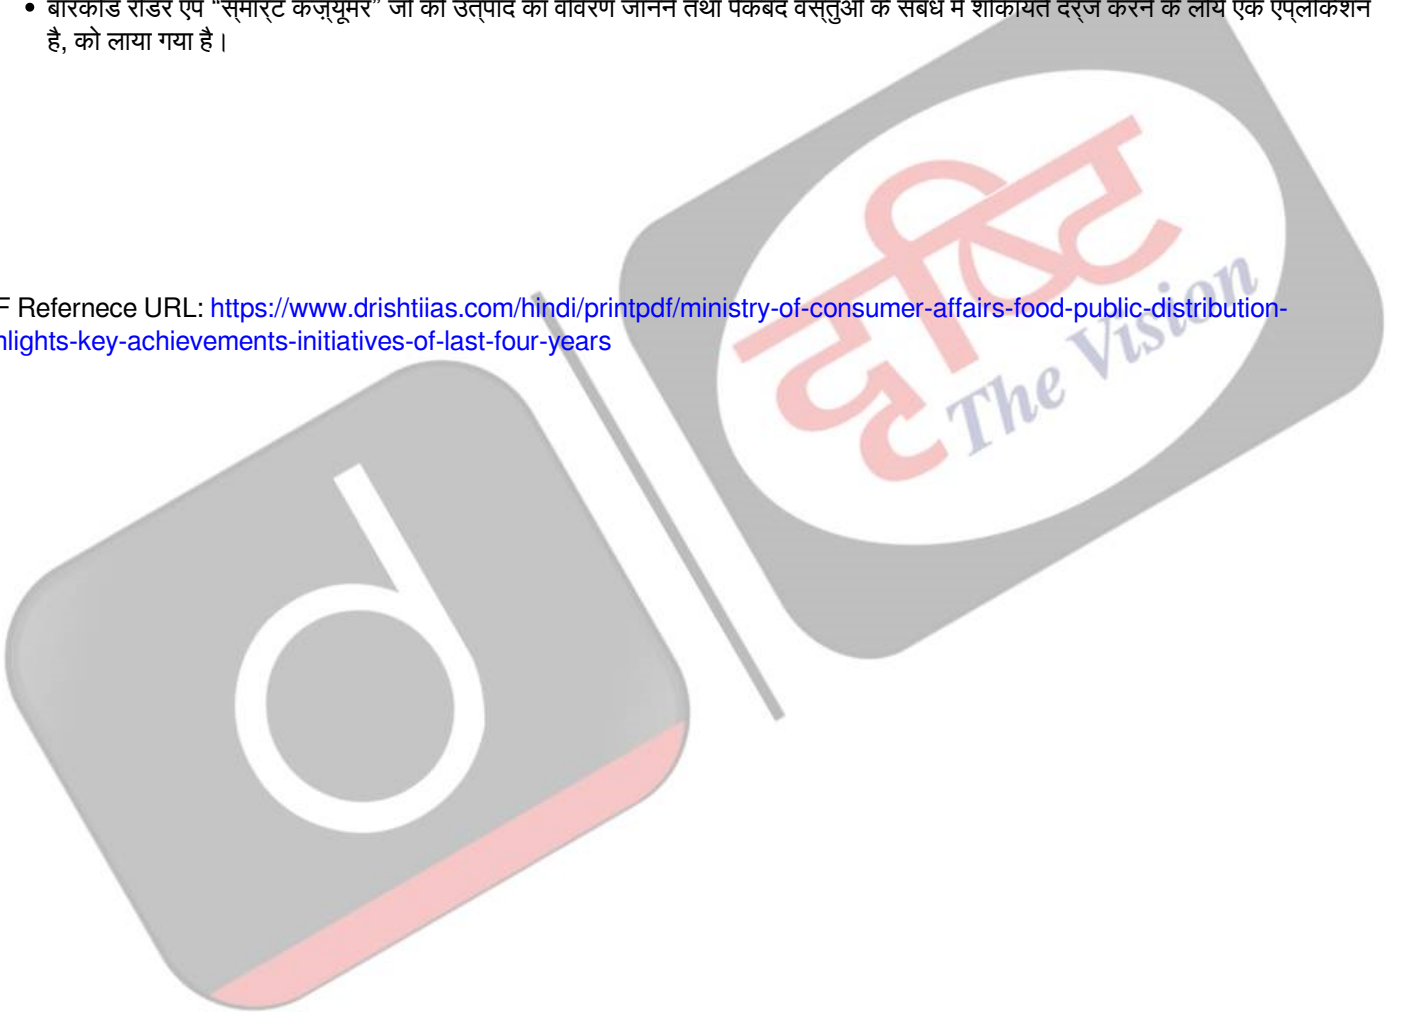 • बारकोड रीडर एप “स्मार्ट कंज़्यूमर” जो की उत्पाद का विवरण जानने तथा पैकबंद वस्तुओं के संबंध में शिकायतें दर्ज करने के लिये एक एप्लीकेशन
है, को लाया गया है।
F Refernece URL: https://www.drishtiias.com/hindi/printpdf/ministry-of-consumer-affairs-food-public-distribution-
hlights-key-achievements-initiatives-of-last-four-years
दृष्टि
The Vision
d